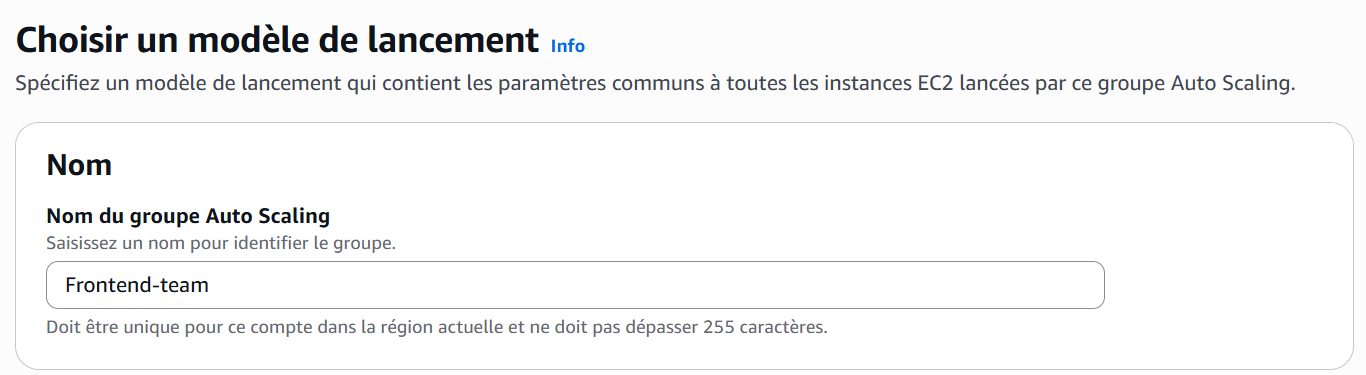 Choisir un modèle de lancement Info
Spécifiez un modèle de lancement qui contient les paramètres communs à toutes les instances EC2 lancées par ce groupe Auto Scaling.
Nom
Nom du groupe Auto Scaling
Saisissez un nom pour identifier le groupe.
Frontend-team
Doit être unique pour ce compte dans la région actuelle et ne doit pas dépasser 255 caractères.